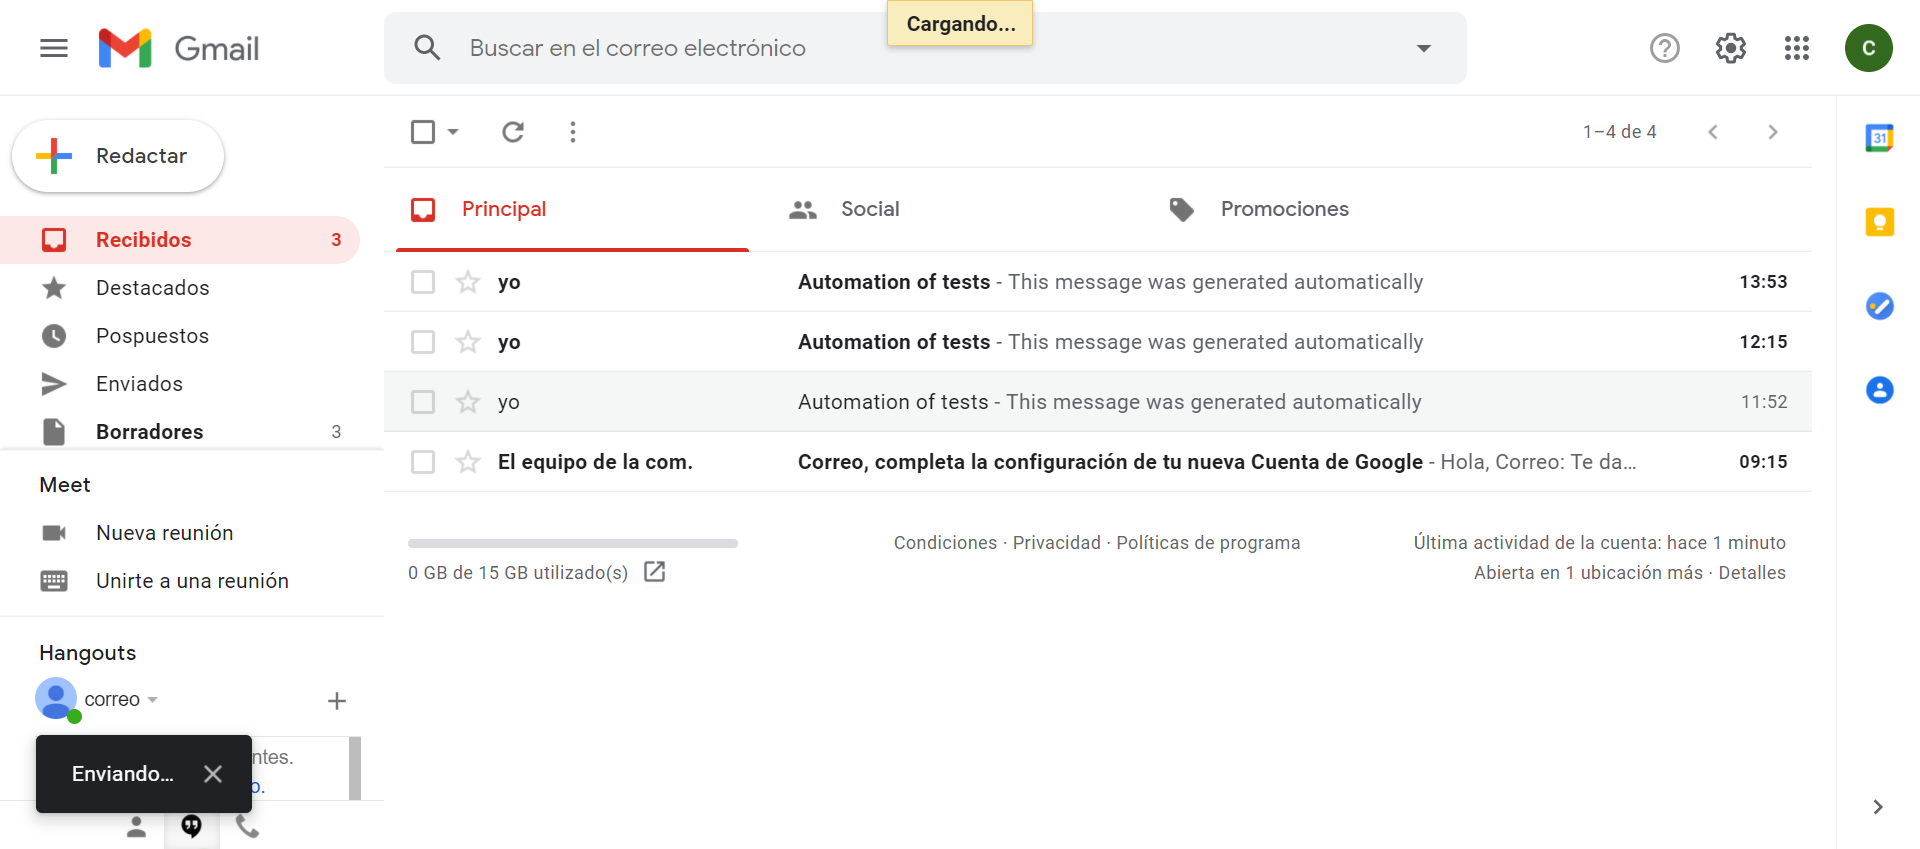 Cargando...
Gmail
Buscar en el correo electrónico
C
Redactar
1–4 de 4
31
Principal
Social
Promociones
Recibidos 3
Destacados
Pospuestos
Enviados
Borradores 3
yo Automation of tests - This message was generated automatically 13:53
yo Automation of tests - This message was generated automatically 12:15
yo Automation of tests - This message was generated automatically 11:52
El equipo de la com. Correo, completa la configuración de tu nueva Cuenta de Google - Hola, Correo: Te da… 09:15
Meet
Nueva reunión
Unirte a una reunión
0 GB de 15 GB utilizado(s)
Condiciones · Privacidad · Políticas de programa
Última actividad de la cuenta: hace 1 minuto
Abierta en 1 ubicación más · Detalles
Hangouts
correo
Enviando...